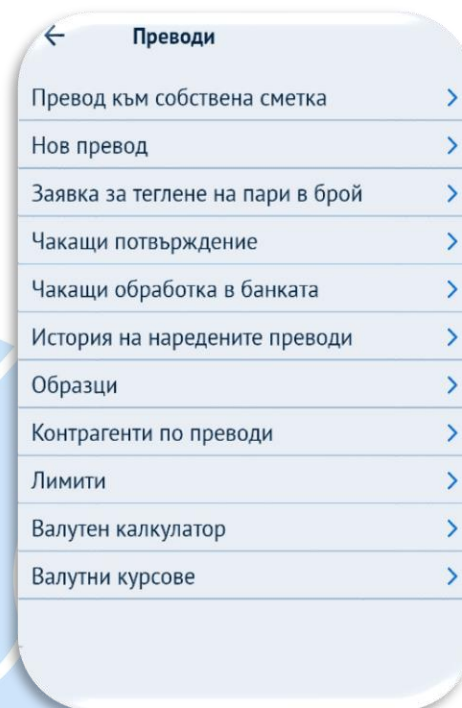 Преводи
Превод към собствена сметка
Нов превод
Заявка за теглене на пари в брой
Чакащи потвърждение
Чакащи обработка в банката
История на наредените преводи
Образци
Контрагенти по преводи
Лимити
Валутен калкулатор
Валутни курсове